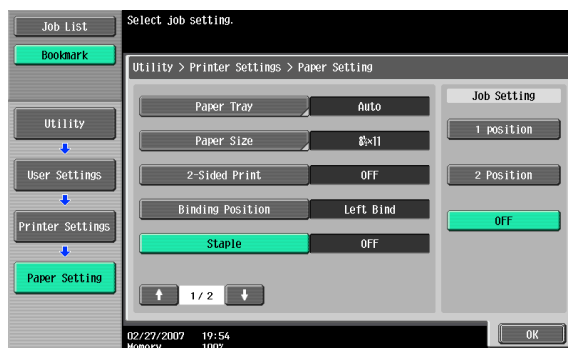 Job List
Bookmark
Select job setting.
Utility > Printer Settings > Paper Setting
Utility
User Settings
Printer Settings
Paper Setting
Paper Tray Auto
Paper Size 8½×11
2-Sided Print OFF
Binding Position Left Bind
Staple OFF
1/ 2
Job Setting
1 position
2 Position
OFF
02/27/2007 19:54
Memory 100%
OK